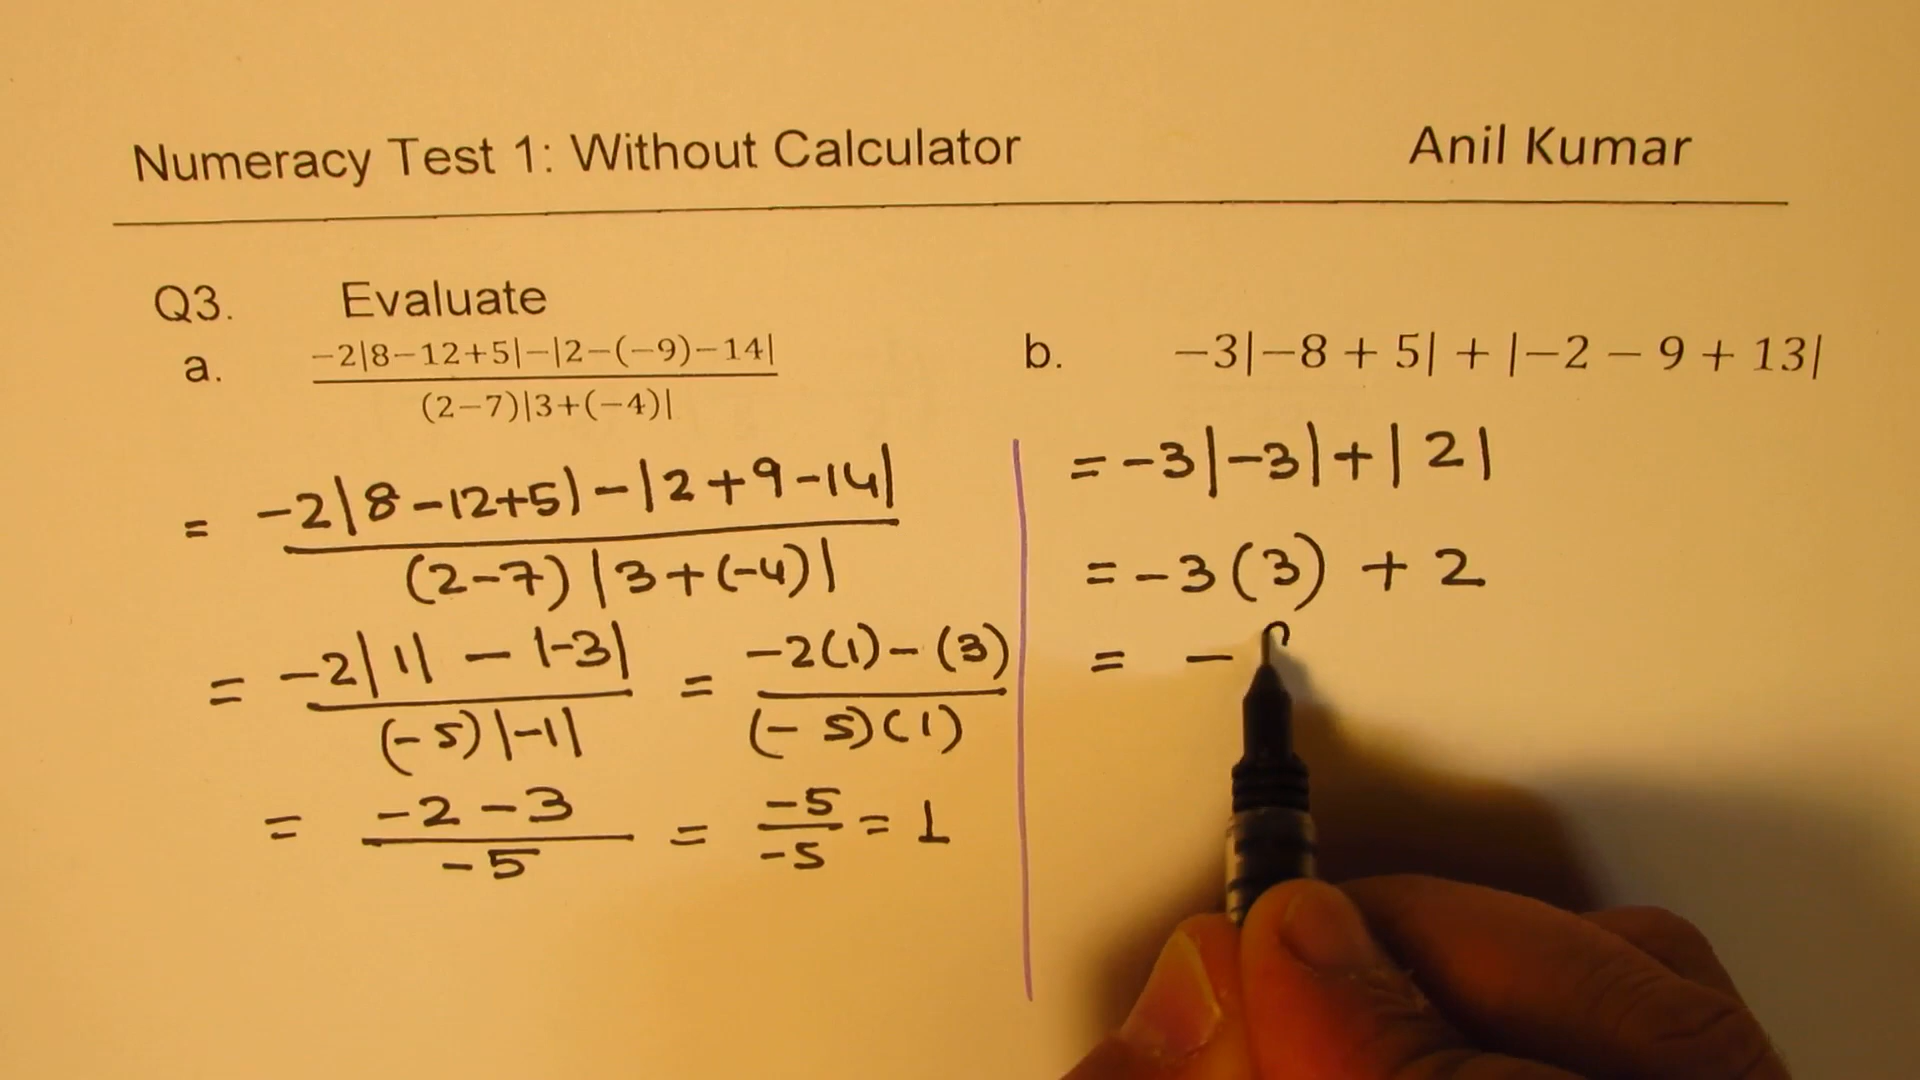 Numeracy Test 1: Without Calculator Anil Kumar
Q3. Evaluate
a. −2|8−12+5|−|2−(−9)−14|
(2−7)|3+(−4)|
= -2|8-12+5|-|2+9-14|
(2-7)|3+(-4)|
= -2|1| - |-3| = -2(1)-(3)
(-5)|-1| (-5)(1)
= -2-3 = -5 = 1
-5 -5
b. −3|−8 + 5| + |−2 − 9 + 13|
= -3|-3|+|2|
= -3(3) + 2
= -